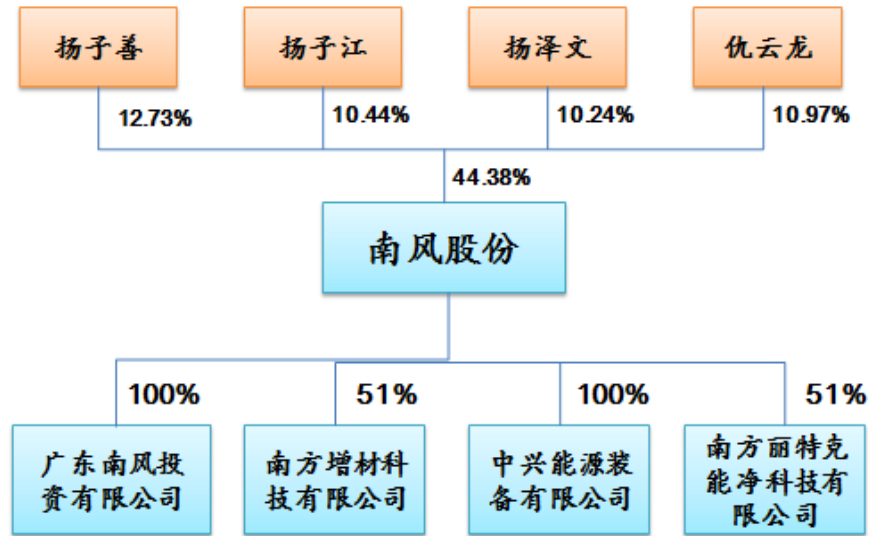 扬子善
扬子江
扬泽文
仇云龙
12.73%
10.44%
10.24%
10.97%
44.38%
南风股份
100%
51%
100%
51%
广东南风投
资有限公司
南方增材科
技有限公司
中兴能源装
备有限公司
南方丽特克
能净科技有
限公司